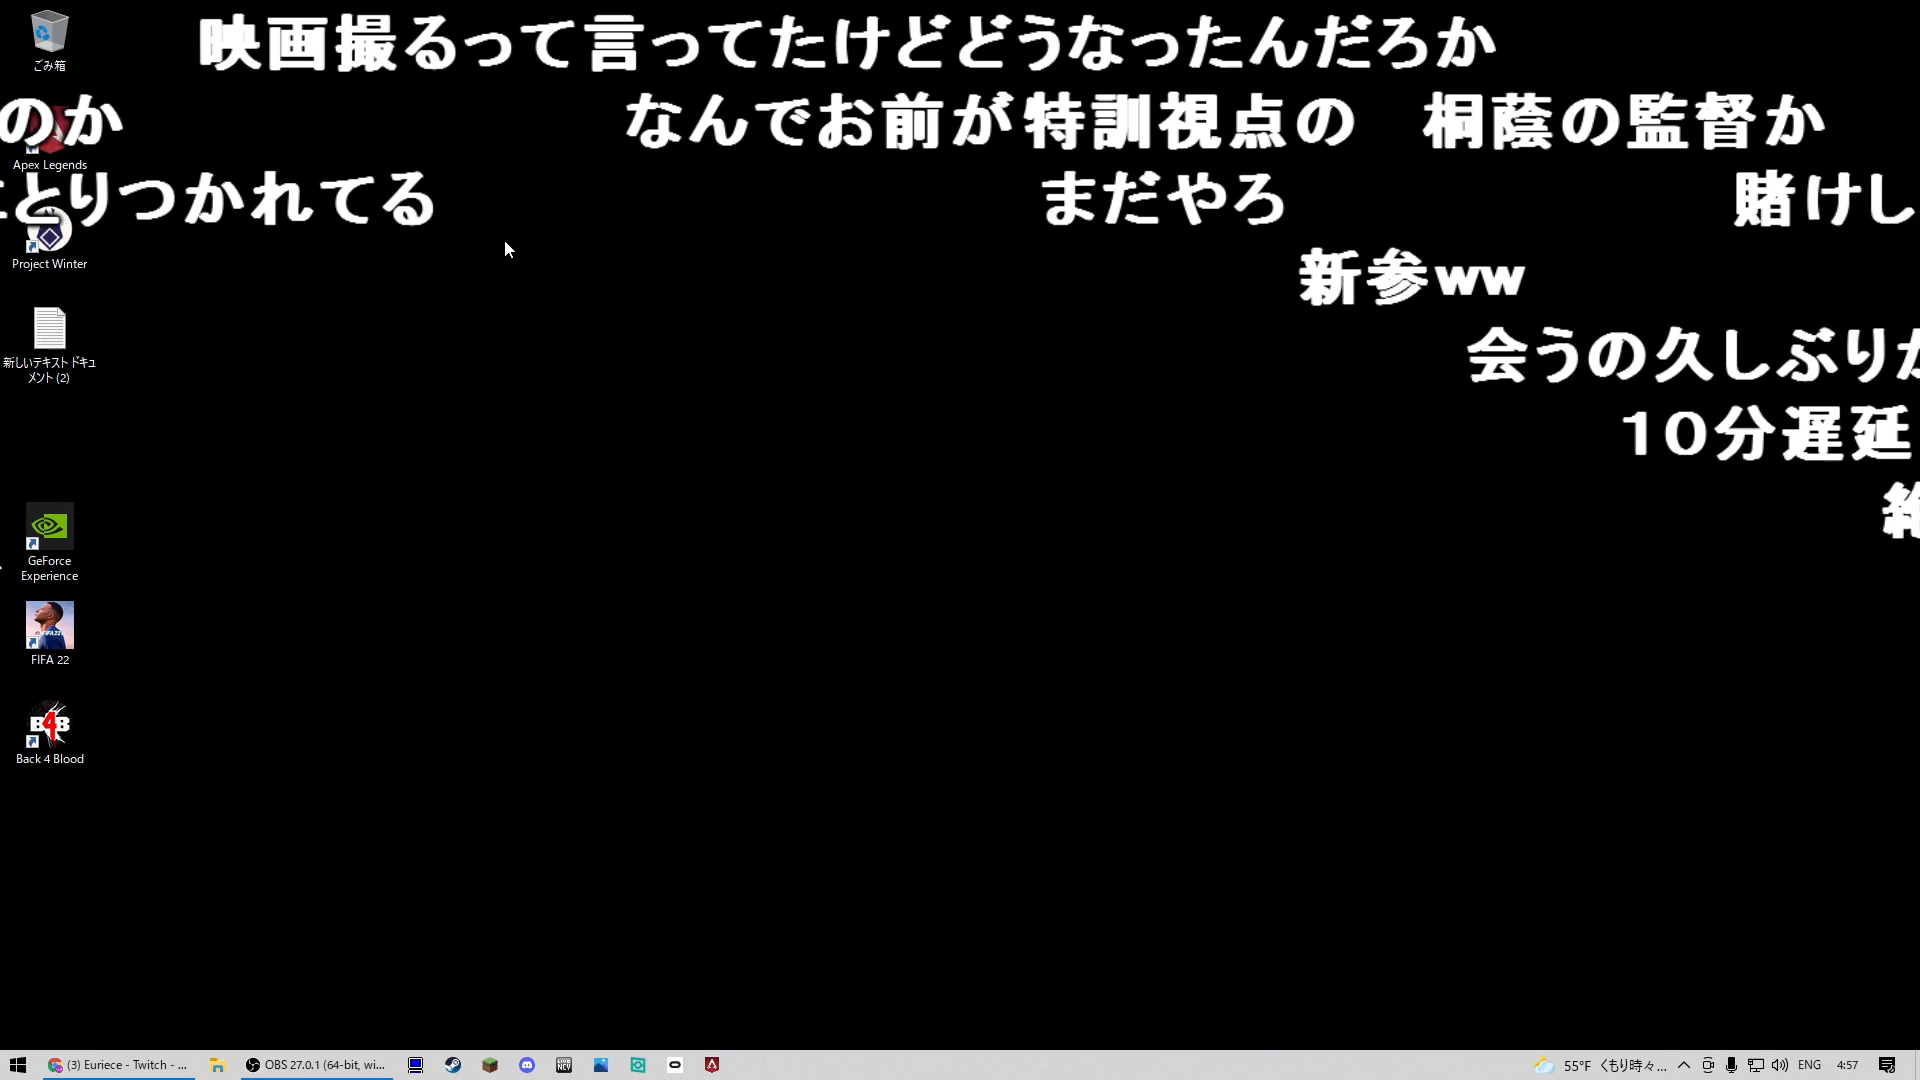 映画撮るって言ってたけどどうなったんだろか
のか
なんでお前が特訓視点の
桐蔭の監督か
とりつかれてる
まだやろ
賭けし
新参ww
会うの久しぶりか
10分遅延
ごみ箱
Apex Legends
Project Winter
新しいテキスト ドキュ
メント (2)
GeForce
Experience
FIFA 22
B4B
Back 4 Blood
(3) Euriece - Twitch - ...
OBS 27.0.1 (64-bit, wi...
55°F くもり時々...
ENG
4:57